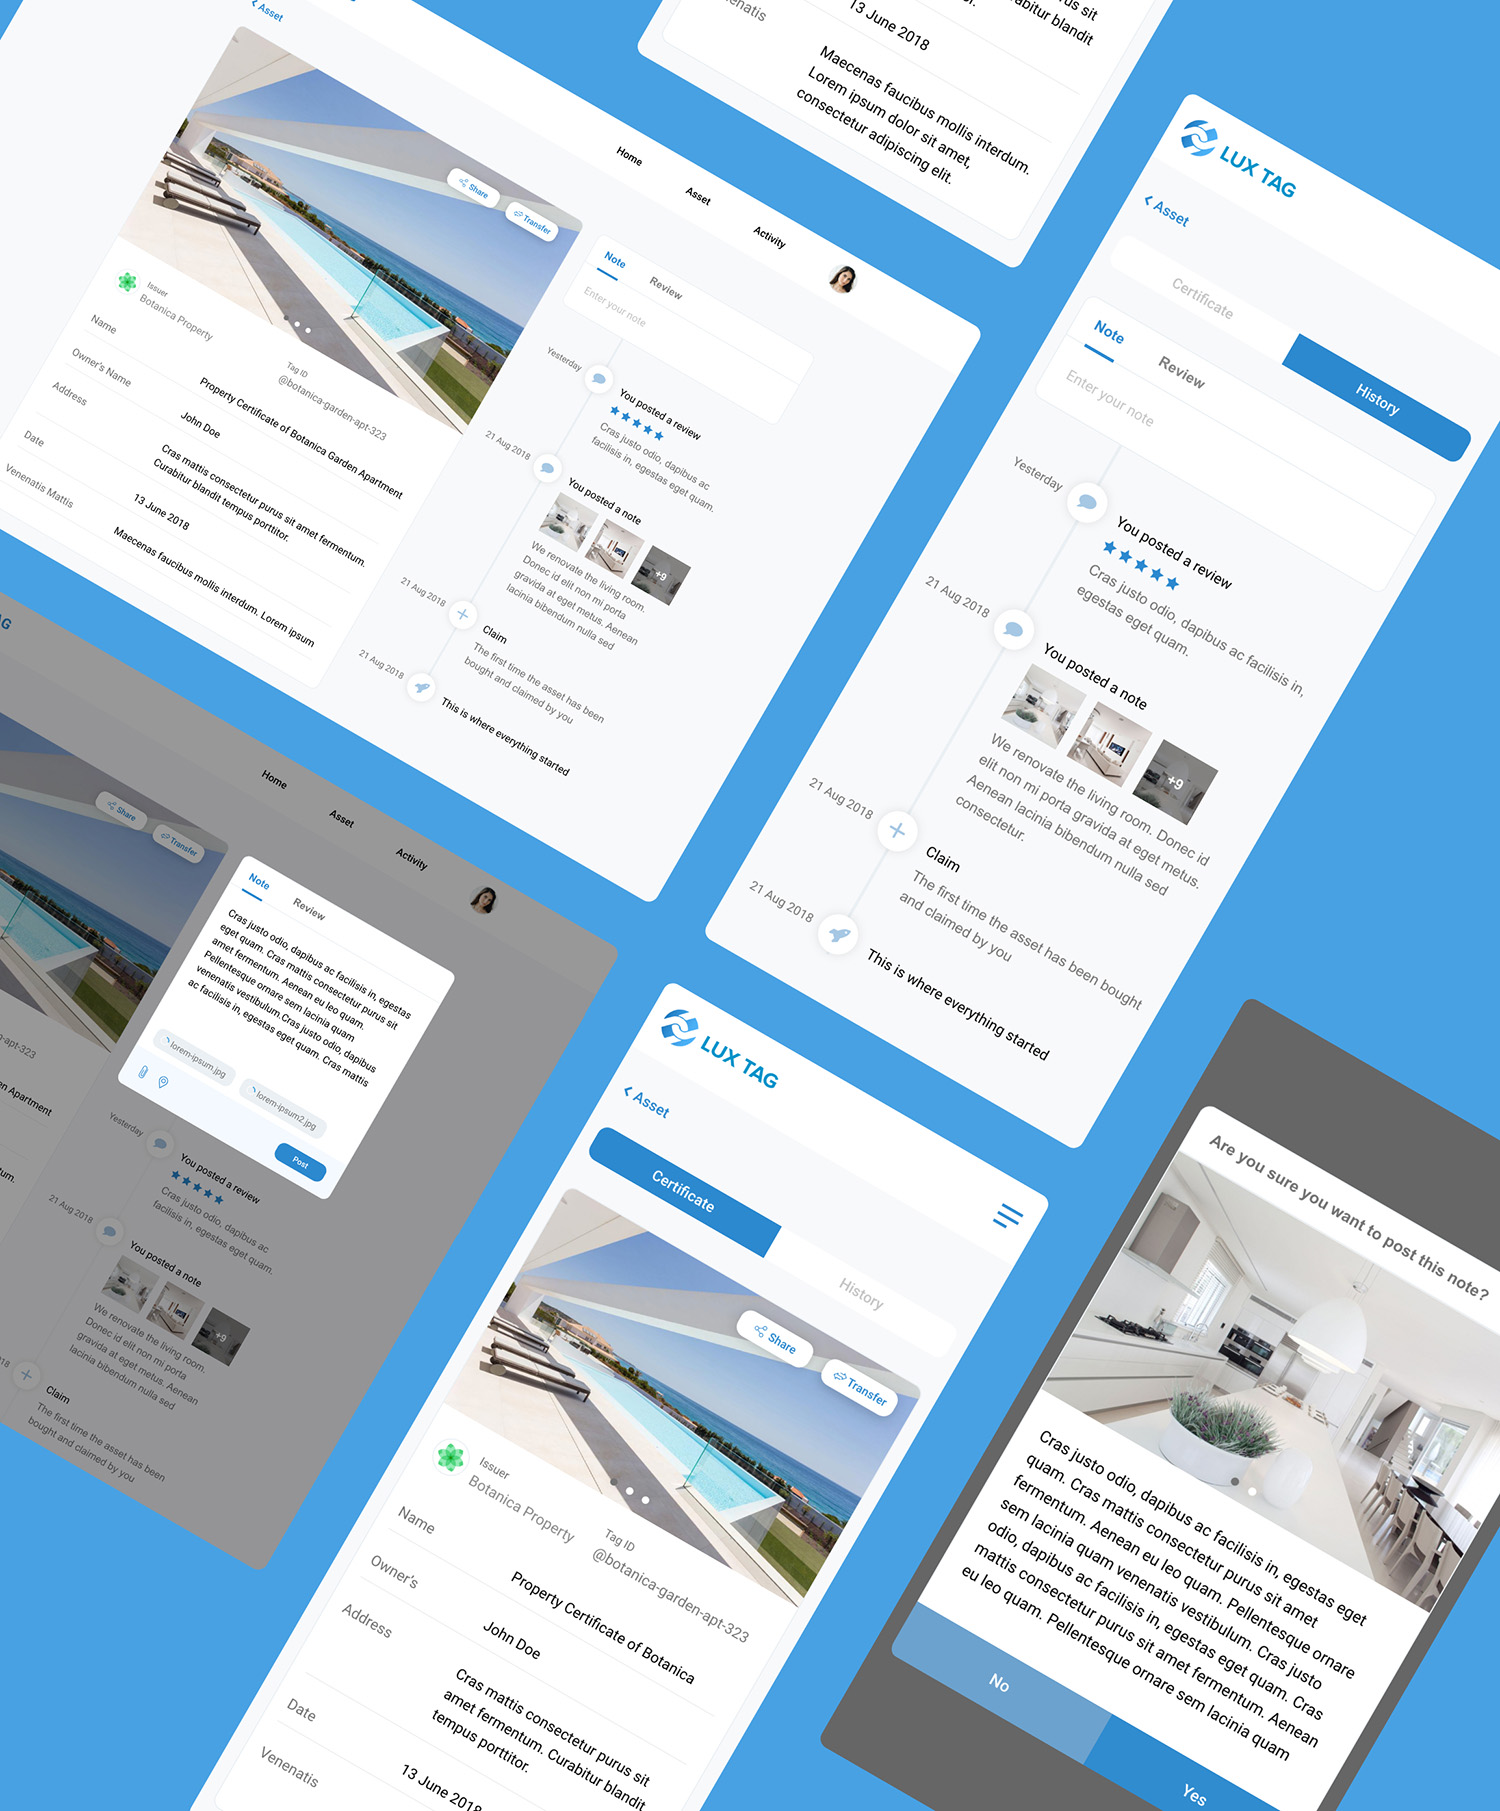 ‹ Asset
Home
Asset
Activity
Share
Transfer
Issuer
Botanica Property
Tag ID
@botanica-garden-apt-323
Name
Property Certificate of Botanica Garden Apartment
Owner's Name
John Doe
Address
Cras mattis consectetur purus sit amet fermentum.
Curabitur blandit tempus porttitor.
Date
13 June 2018
Venenatis Mattis
Maecenas faucibus mollis interdum. Lorem ipsum
Note
Review
Enter your note
Yesterday
You posted a review
Cras justo odio, dapibus ac
facilisis in, egestas eget quam.
21 Aug 2018
You posted a note
+9
We renovate the living room.
Donec id elit non mi porta
gravida at eget metus. Aenean
lacinia bibendum nulla sed
21 Aug 2018
Claim
The first time the asset has been
bought and claimed by you
21 Aug 2018
This is where everything started
purus sit
Curabitur blandit
13 June 2018
Venenatis
Maecenas faucibus mollis interdum.
Lorem ipsum dolor sit amet,
consectetur adipiscing elit.
LUX TAG
‹ Asset
Certificate
History
Note
Review
Enter your note
Yesterday
You posted a review
Cras justo odio, dapibus ac facilisis in,
egestas eget quam.
21 Aug 2018
You posted a note
+9
We renovate the living room. Donec id
elit non mi porta gravida at eget metus.
Aenean lacinia bibendum nulla sed
consectetur.
21 Aug 2018
Claim
The first time the asset has been bought
and claimed by you
21 Aug 2018
This is where everything started
AG
Home
Asset
Activity
Share
Transfer
apt-323
en Apartment
tum.
Note
Review
Cras justo odio, dapibus ac facilisis in, egestas
eget quam. Cras mattis consectetur purus sit
amet fermentum. Aenean eu leo quam.
Pellentesque ornare sem lacinia quam
venenatis vestibulum.Cras justo odio, dapibus
ac facilisis in, egestas eget quam. Cras mattis
lorem-ipsum.jpg
lorem-ipsum2.jpg
Post
Yesterday
You posted a review
Cras justo odio, dapibus ac
facilisis in, egestas eget quam.
21 Aug 2018
You posted a note
+9
We renovate the living room.
Donec id elit non mi porta
gravida at eget metus. Aenean
lacinia bibendum nulla sed
2018
Claim
The first time the asset has been
bought and claimed by you
LUX TAG
‹ Asset
Certificate
History
Share
Transfer
Issuer
Botanica Property
Tag ID
@botanica-garden-apt-323
Name
Property Certificate of Botanica
Owner's
John Doe
Address
Cras mattis consectetur purus sit
amet fermentum. Curabitur blandit
tempus porttitor.
Date
13 June 2018
Venenatis
Maecenas faucibus mollis interdum.
Are you sure you want to post this note?
Cras justo odio, dapibus ac facilisis in, egestas eget
quam. Cras mattis consectetur purus sit amet
fermentum. Aenean eu leo quam. Pellentesque ornare
sem lacinia quam venenatis vestibulum. Cras justo
odio, dapibus ac facilisis in, egestas eget quam. Cras
mattis consectetur purus sit amet fermentum. Aenean
eu leo quam. Pellentesque ornare sem lacinia quam
No
Yes